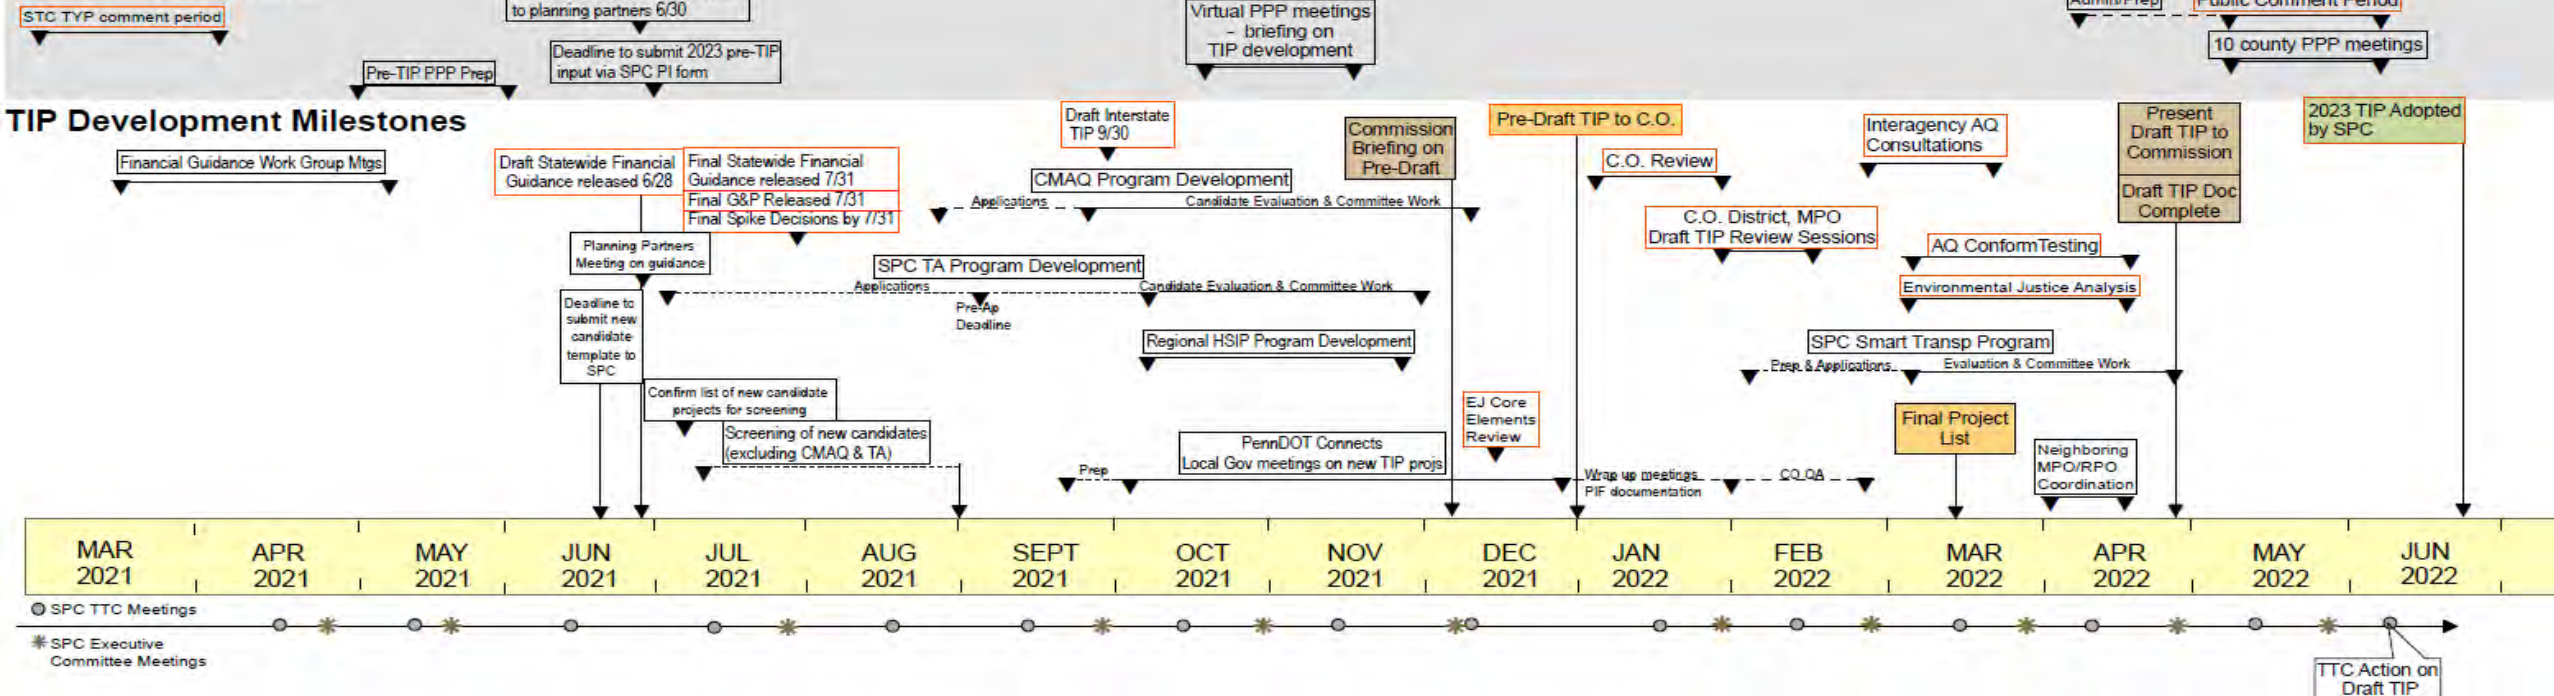 STC TYP comment period
to planning partners 6/30
Deadline to submit 2023 pre-TIP
input via SPC PI form
Pre-TIP PPP Prep
Virtual PPP meetings
- briefing on
TIP development
Admin/Prep
Public Comment Period
10 county PPP meetings
TIP Development Milestones
Financial Guidance Work Group Mtgs
Draft Statewide Financial
Guidance released 6/28
Final Statewide Financial
Guidance released 7/31
Final G&P Released 7/31
Final Spike Decisions by 7/31
Planning Partners
Meeting on guidance
Deadline to
submit new
candidate
template to
SPC
Confirm list of new candidate
projects for screening
Screening of new candidates
(excluding CMAQ & TA)
Draft Interstate
TIP 9/30
CMAQ Program Development
Applications
Candidate Evaluation & Committee Work
SPC TA Program Development
Applications
Pre-Ap
Deadline
Candidate Evaluation & Committee Work
Regional HSIP Program Development
PennDOT Connects
Local Gov meetings on new TIP projs
Prep
Commission
Briefing on
Pre-Draft
EJ Core
Elements
Review
Wrap up meetings
PIF documentation
CO QA
Pre-Draft TIP to C.O.
C.O. Review
C.O. District, MPO
Draft TIP Review Sessions
Interagency AQ
Consultations
AQ ConformTesting
Environmental Justice Analysis
SPC Smart Transp Program
Prep & Applications
Evaluation & Committee Work
Final Project
List
Neighboring
MPO/RPO
Coordination
Present
Draft TIP to
Commission
Draft TIP Doc
Complete
2023 TIP Adopted
by SPC
MAR
2021
APR
2021
MAY
2021
JUN
2021
JUL
2021
AUG
2021
SEPT
2021
OCT
2021
NOV
2021
DEC
2021
JAN
2022
FEB
2022
MAR
2022
APR
2022
MAY
2022
JUN
2022
SPC TTC Meetings
SPC Executive
Committee Meetings
TTC Action on
Draft TIP